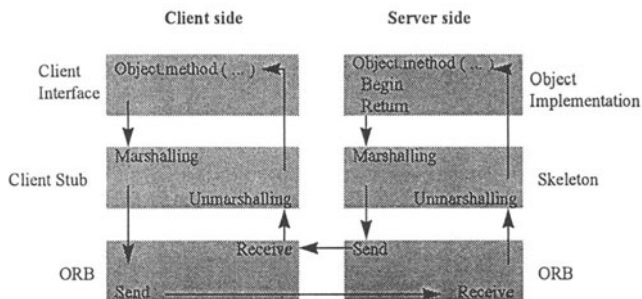 Client side
Server side
Client
Interface
Object.method ( ... )
Object.method ( ... )
Begin
Return
Object
Implementation
Client Stub
Marshalling
Unmarshalling
Marshalling
Unmarshalling
Skeleton
ORB
Receive
Send
Send
Receive
ORB